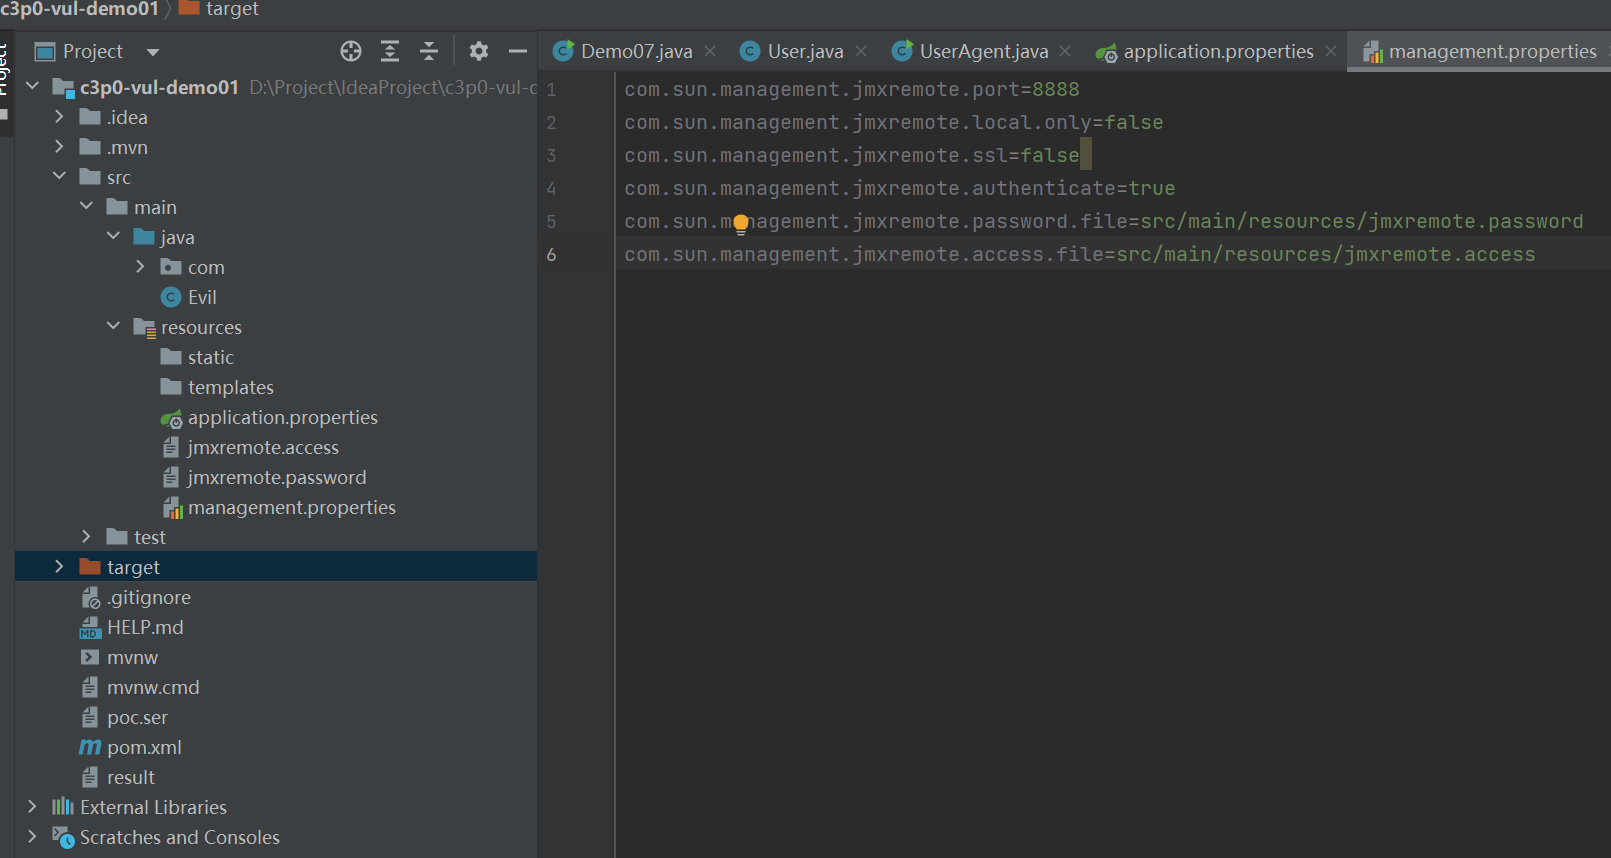 c3p0-vul-demo01 target
Project
Project
c3p0-vul-demo01 D:\Project\IdeaProject\c3p0-vul-d
.idea
.mvn
src
main
java
com
Evil
resources
static
templates
application.properties
jmxremote.access
jmxremote.password
management.properties
test
target
.gitignore
HELP.md
mvnw
mvnw.cmd
poc.ser
pom.xml
result
External Libraries
Scratches and Consoles
Demo07.java User.java UserAgent.java application.properties management.properties
1 com.sun.management.jmxremote.port=8888
2 com.sun.management.jmxremote.local.only=false
3 com.sun.management.jmxremote.ssl=false
4 com.sun.management.jmxremote.authenticate=true
5 com.sun.management.jmxremote.password.file=src/main/resources/jmxremote.password
6 com.sun.management.jmxremote.access.file=src/main/resources/jmxremote.access